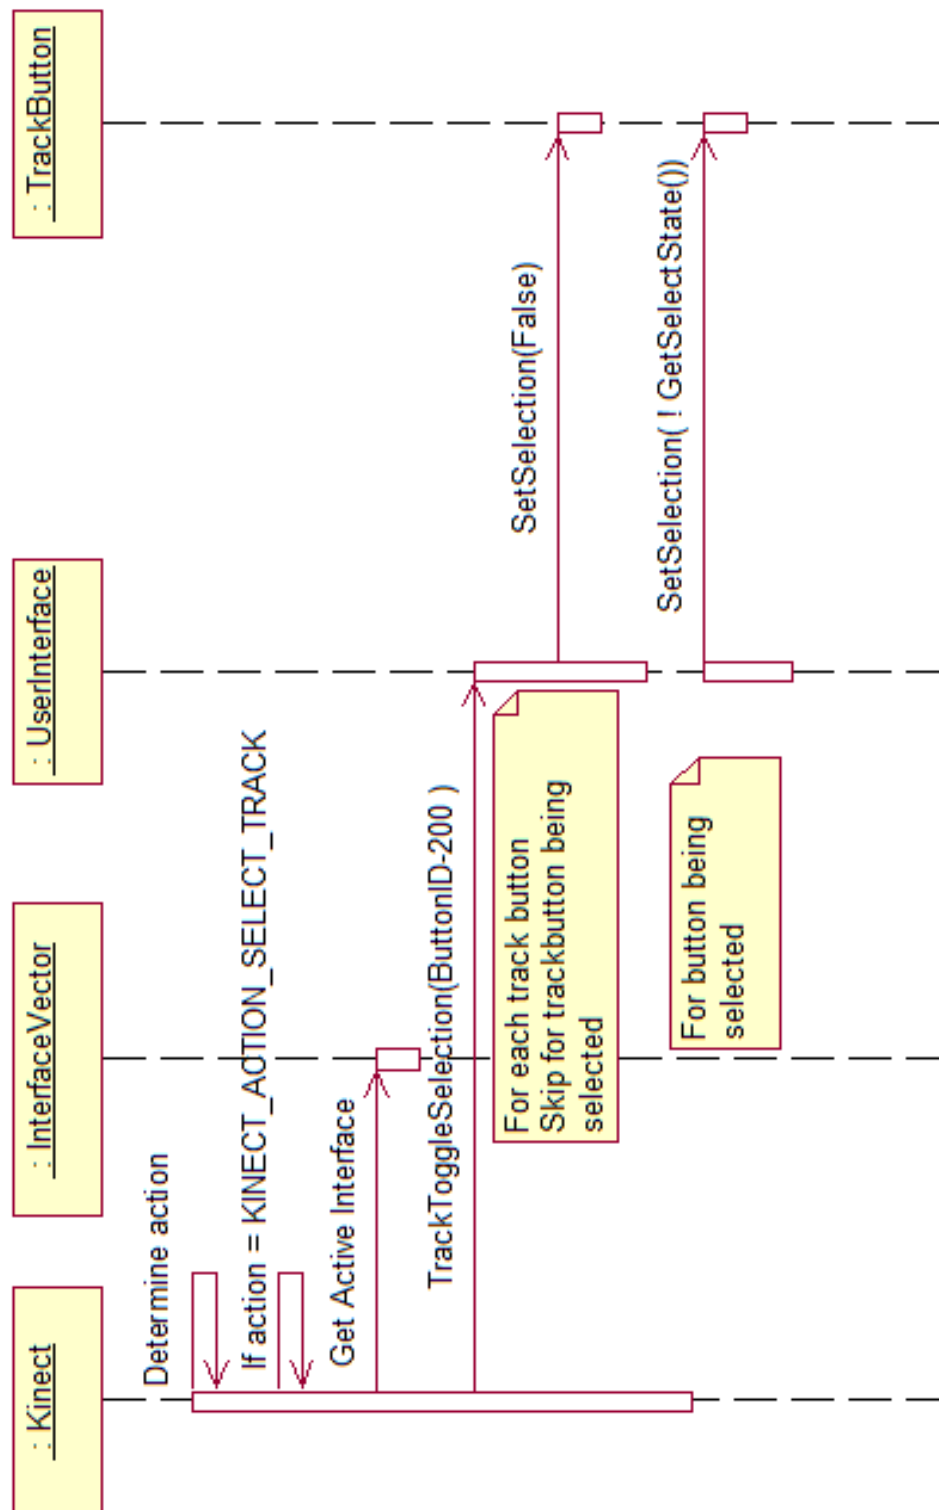 : Kinect
: InterfaceVector
: UserInterface
: TrackButton
Determine action
If action = KINECT_ACTION_SELECT_TRACK
Get Active Interface
TrackToggleSelection(ButtonID-200 )
For each track button
Skip for trackbutton being
selected
SetSelection(False)
For button being
selected
SetSelection( ! GetSelectState())